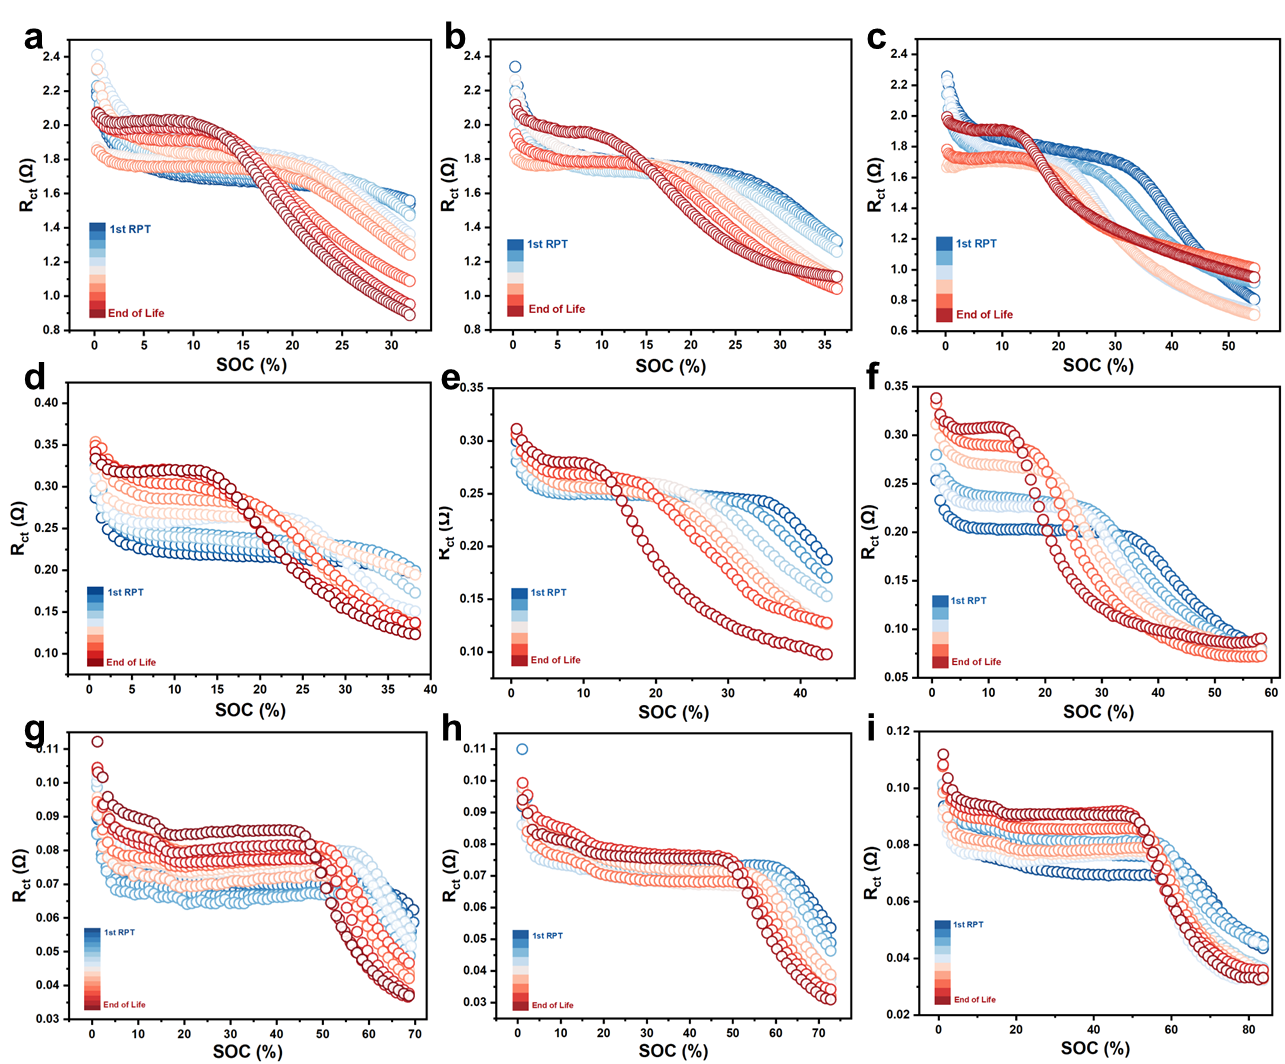 a
2.4
2.2
2.0
1.8
1.6
1.4
1.2
1.0
0.8
Rct (Ω)
1st RPT
End of Life
0 5 10 15 20 25 30
SOC (%)
b
2.4
2.2
2.0
1.8
1.6
1.4
1.2
1.0
0.8
Rct (Ω)
1st RPT
End of Life
0 5 10 15 20 25 30 35
SOC (%)
c
2.4
2.2
2.0
1.8
1.6
1.4
1.2
1.0
0.8
0.6
Rct (Ω)
1st RPT
End of Life
0 10 20 30 40 50
SOC (%)
d
0.40
0.35
0.30
0.25
0.20
0.15
0.10
Rct (Ω)
1st RPT
End of Life
0 5 10 15 20 25 30 35 40
SOC (%)
e
0.35
0.30
0.25
0.20
0.15
0.10
Rct (Ω)
1st RPT
End of Life
0 10 20 30 40
SOC (%)
f
0.35
0.30
0.25
0.20
0.15
0.10
0.05
Rct (Ω)
1st RPT
End of Life
0 10 20 30 40 50 60
SOC (%)
g
0.11
0.10
0.09
0.08
0.07
0.06
0.05
0.04
0.03
Rct (Ω)
1st RPT
End of Life
0 10 20 30 40 50 60 70
SOC (%)
h
0.11
0.10
0.09
0.08
0.07
0.06
0.05
0.04
0.03
Rct (Ω)
1st RPT
End of Life
0 10 20 30 40 50 60 70
SOC (%)
i
0.12
0.10
0.08
0.06
0.04
0.02
Rct (Ω)
1st RPT
End of Life
0 20 40 60 80
SOC (%)